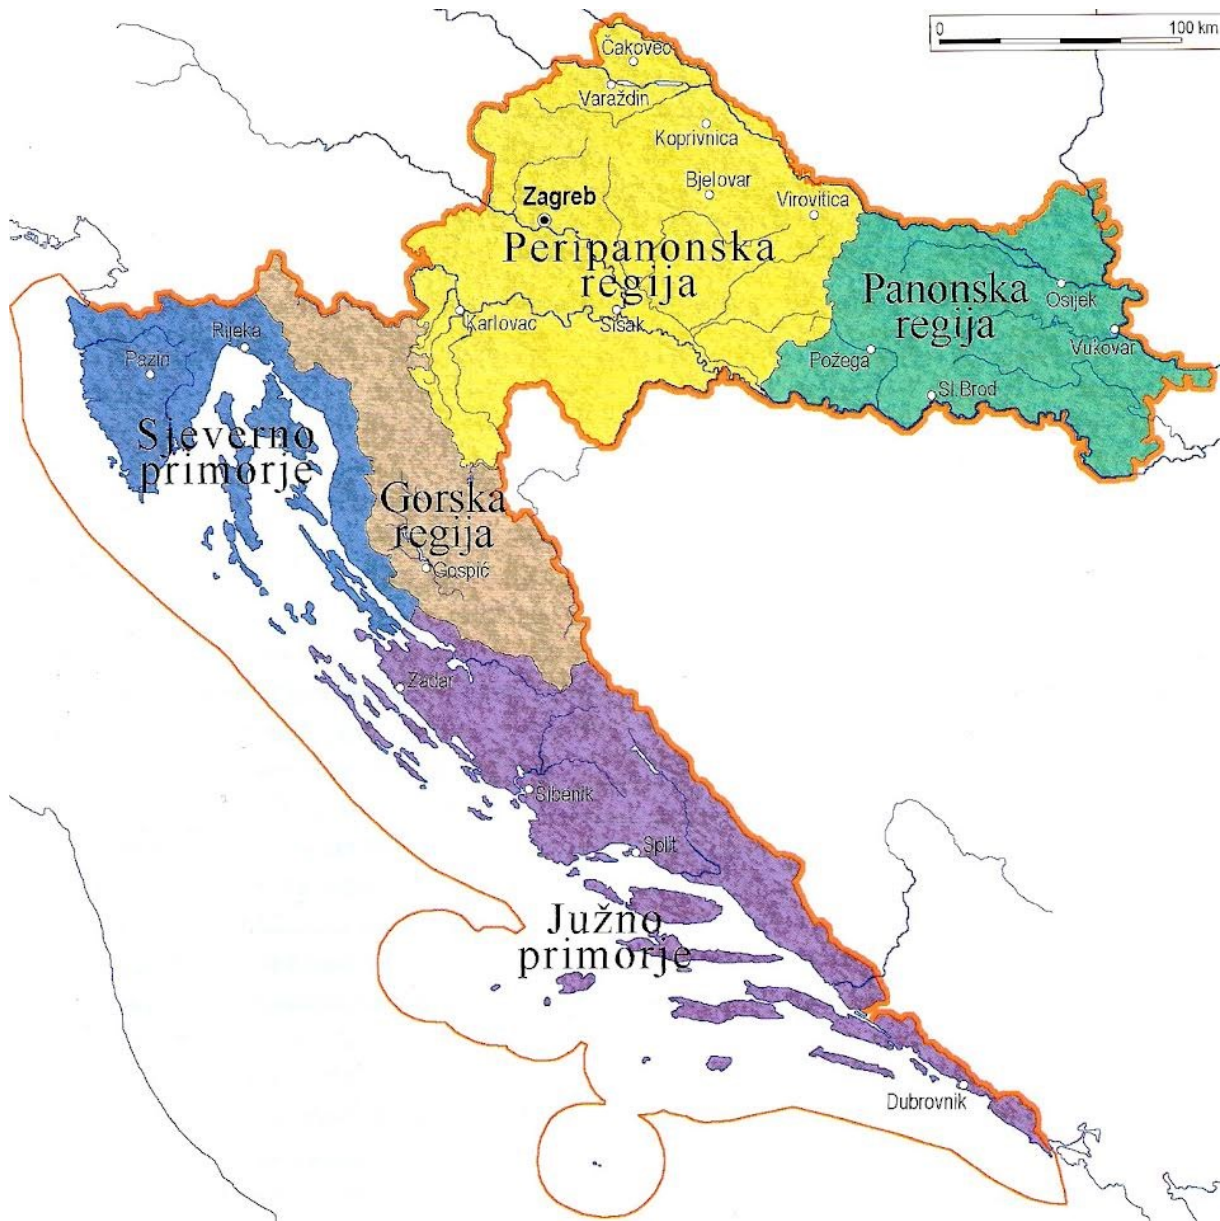 0 100 km
Čakovec
Varaždin
Koprivnica
Bjelovar
Virovitica
Zagreb
Peripanonska
regija
Karlovac
Sisak
Panonska
regija
Osijek
Vukovar
Požega
Sl.Brod
Rijeka
Pazin
Sjeverno
primorje
Gorska
regija
Gospić
Zadar
Šibenik
Split
Južno
primorje
Dubrovnik